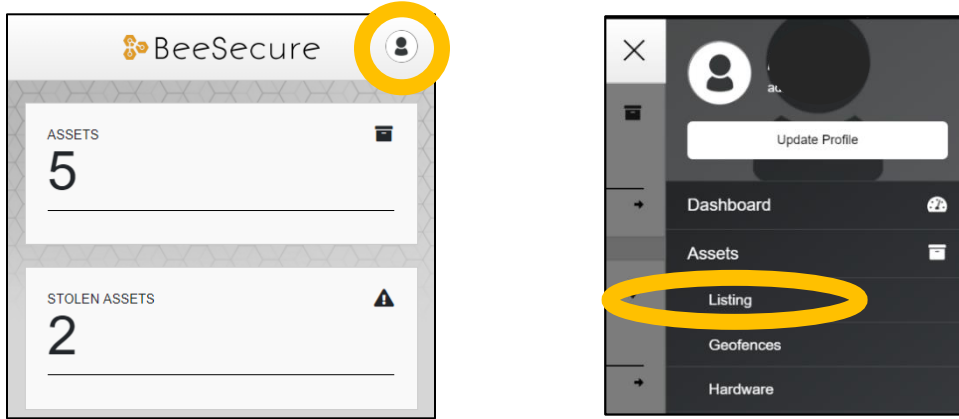 BeeSecure
ASSETS
5
STOLEN ASSETS
2
Update Profile
Dashboard
Assets
Listing
Geofences
Hardware